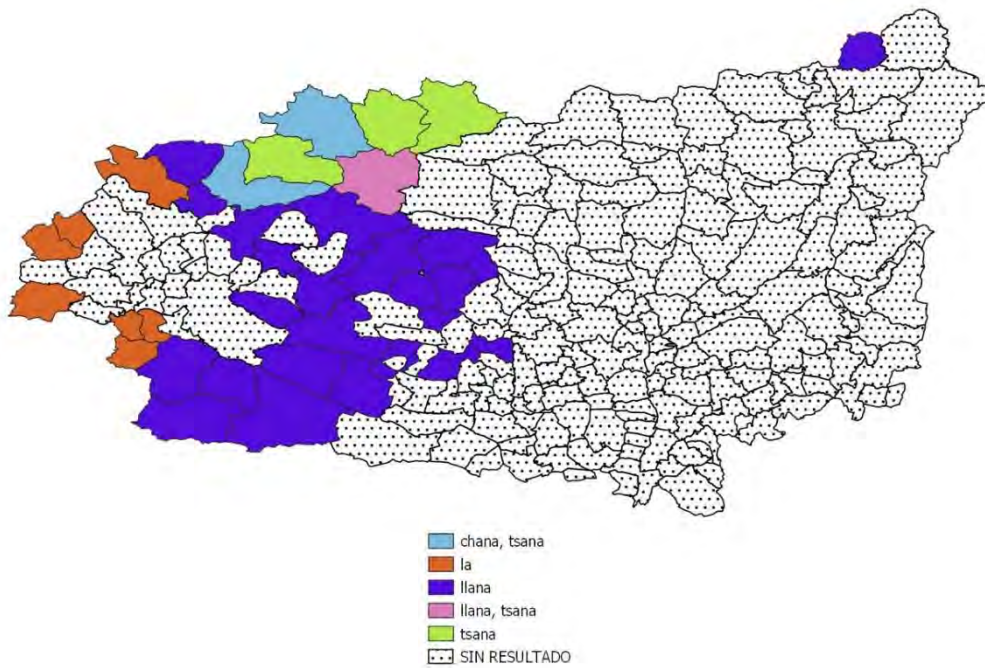 chana, tsana
la
llana
llana, tsana
tsana
SIN RESULTADO